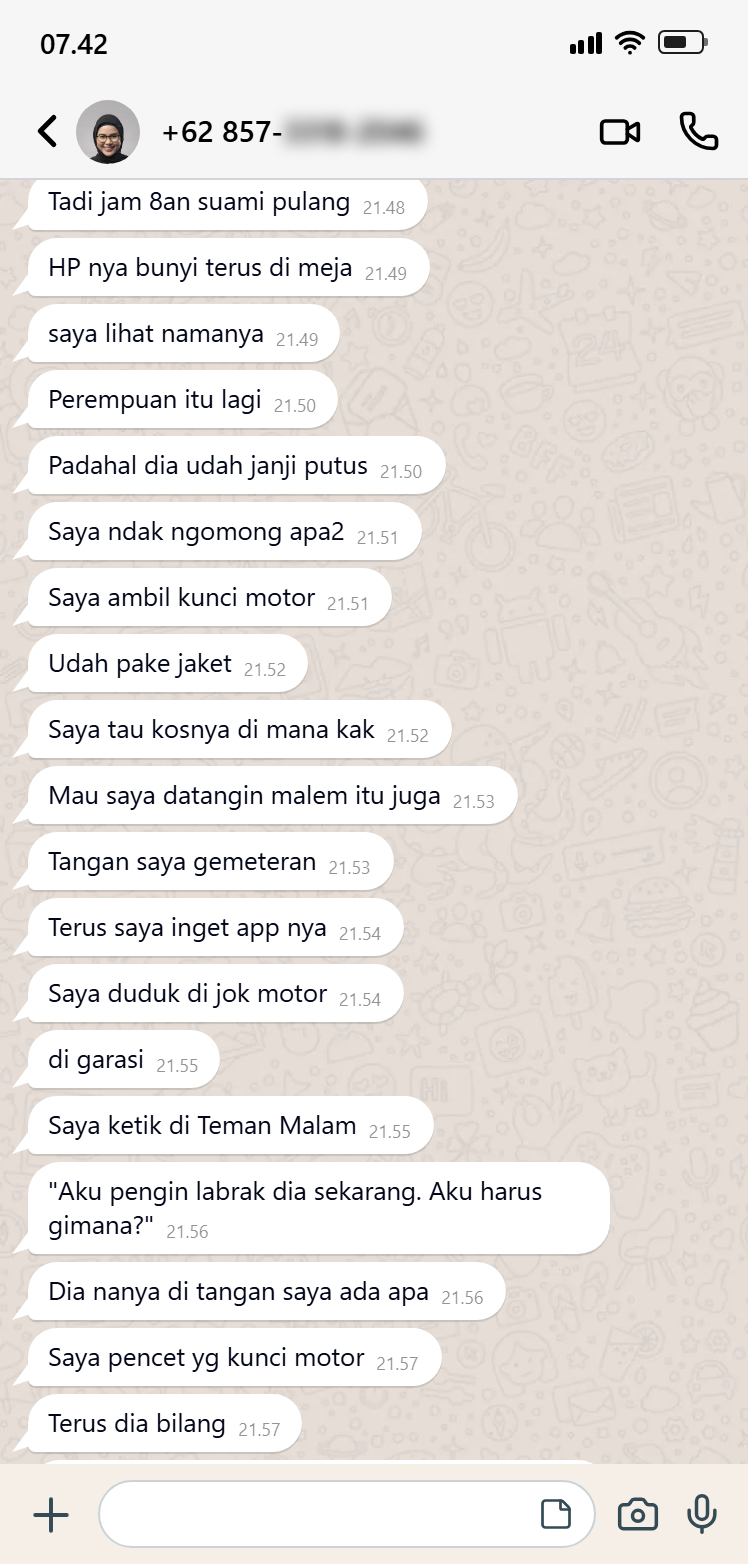 07.42
+62 857-
Tadi jam 8an suami pulang 21.48
HP nya bunyi terus di meja 21.49
saya lihat namanya 21.49
Perempuan itu lagi 21.50
Padahal dia udah janji putus 21.50
Saya ndak ngomong apa2 21.51
Saya ambil kunci motor 21.51
Udah pake jaket 21.52
Saya tau kosnya di mana kak 21.52
Mau saya datangin malem itu juga 21.53
Tangan saya gemeteran 21.53
Terus saya inget app nya 21.54
Saya duduk di jok motor 21.54
di garasi 21.55
Saya ketik di Teman Malam 21.55
"Aku pengin labrak dia sekarang. Aku harus
gimana?" 21.56
Dia nanya di tangan saya ada apa 21.56
Saya pencet yg kunci motor 21.57
Terus dia bilang 21.57